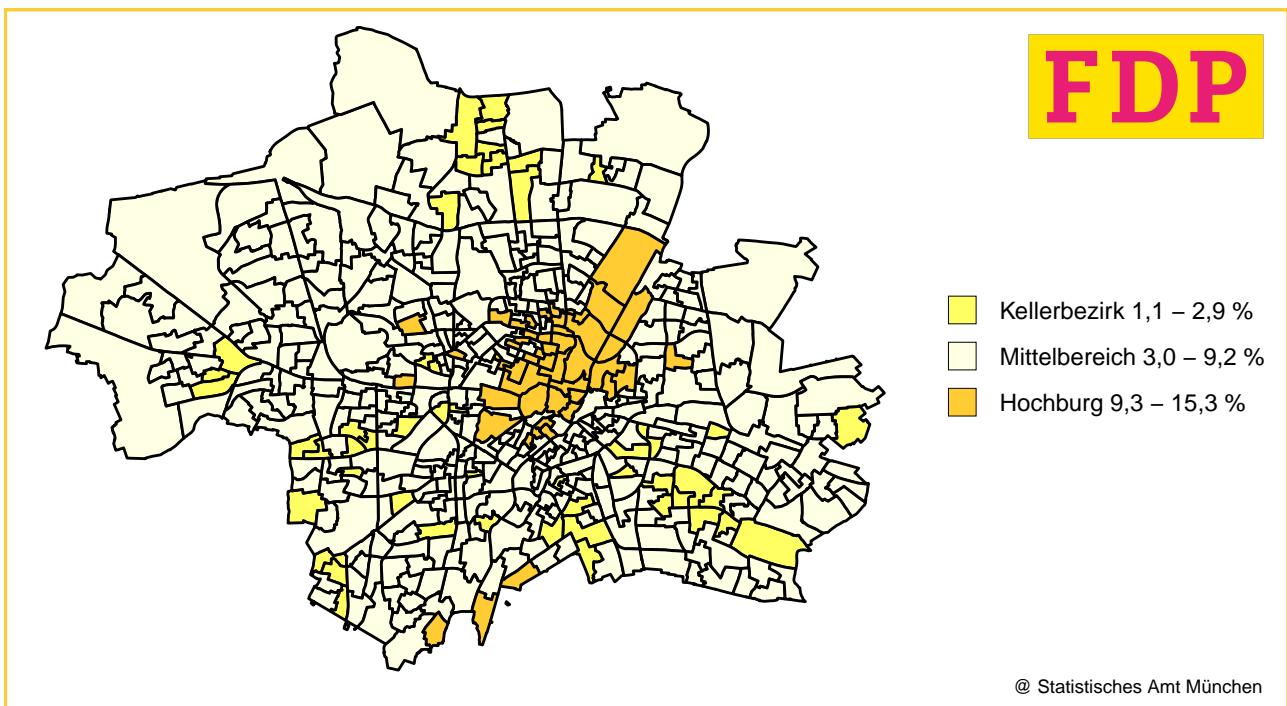 FDP
Kellerbezirk 1,1 – 2,9 %
Mittelbereich 3,0 – 9,2 %
Hochburg 9,3 – 15,3 %
@ Statistisches Amt München